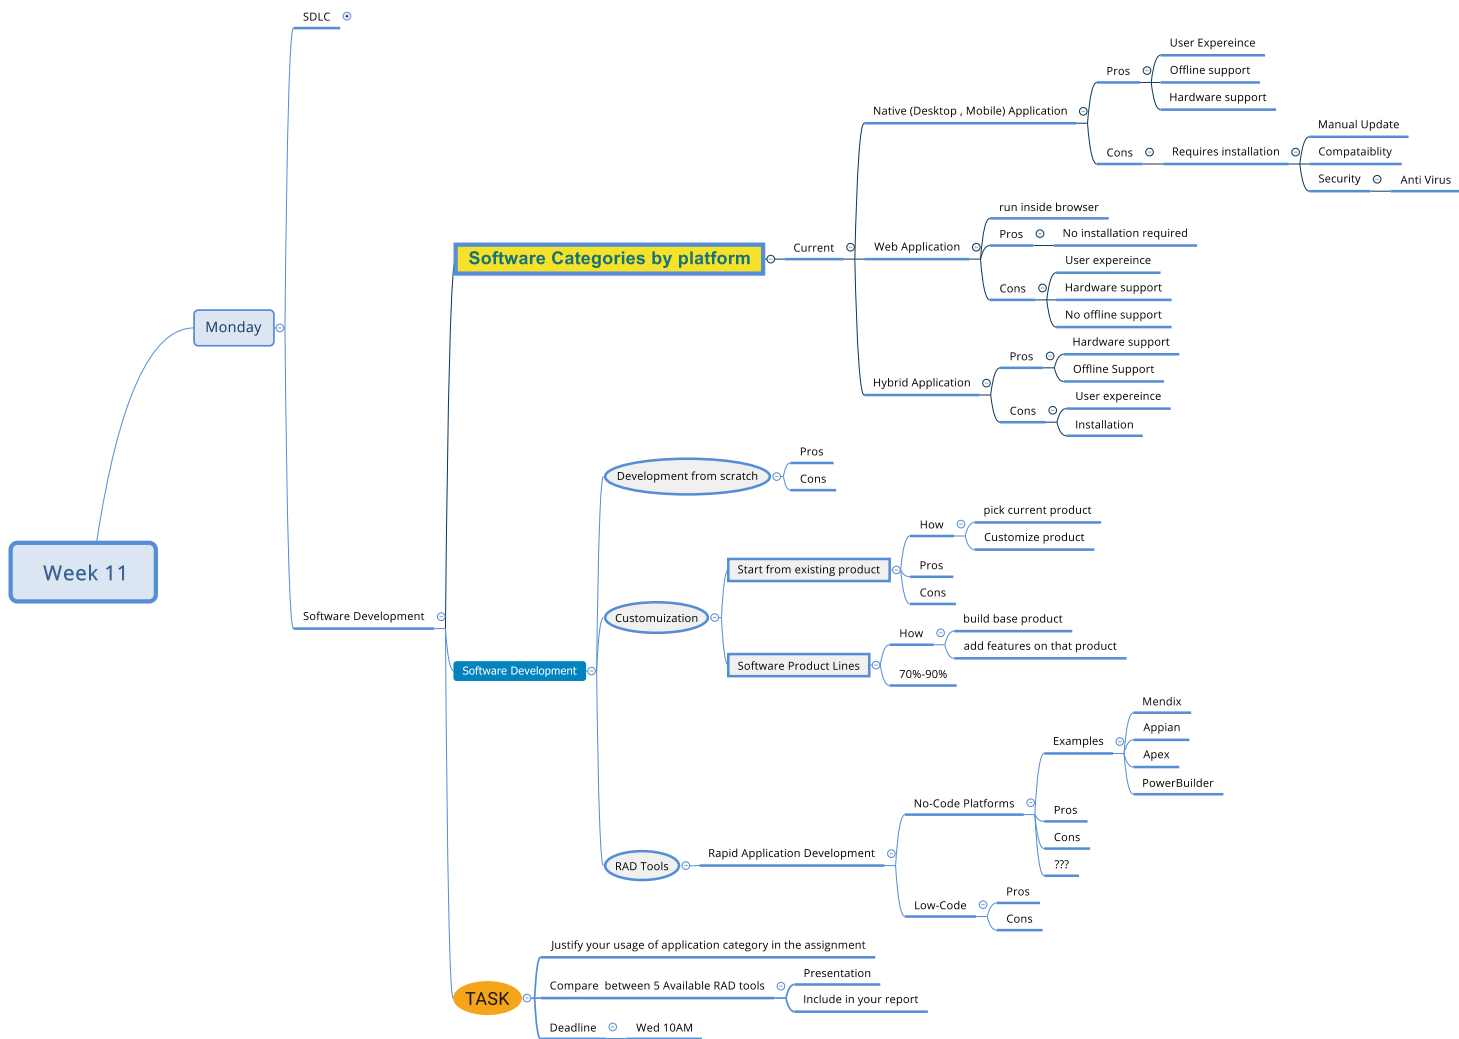 SDLC
User Expereince
Pros
Offline support
Hardware support
Native (Desktop , Mobile) Application
Manual Update
Cons
Requires installation
Compataiblity
Security
Anti Virus
run inside browser
Software Categories by platform
Current
Web Application
Pros
No installation required
User expereince
Cons
Hardware support
No offline support
Monday
Hardware support
Pros
Offline Support
Hybrid Application
User expereince
Cons
Installation
Pros
Development from scratch
Cons
pick current product
How
Customize product
Start from existing product
Pros
Cons
Week 11
Software Development
Customuization
build base product
How
add features on that product
Software Product Lines
70%-90%
Software Development
Mendix
Appian
Examples
Apex
PowerBuilder
No-Code Platforms
Pros
Cons
???
RAD Tools
Rapid Application Development
Pros
Low-Code
Cons
Justify your usage of application category in the assignment
Presentation
TASK
Compare  between 5 Available RAD tools
Include in your report
Deadline
Wed 10AM